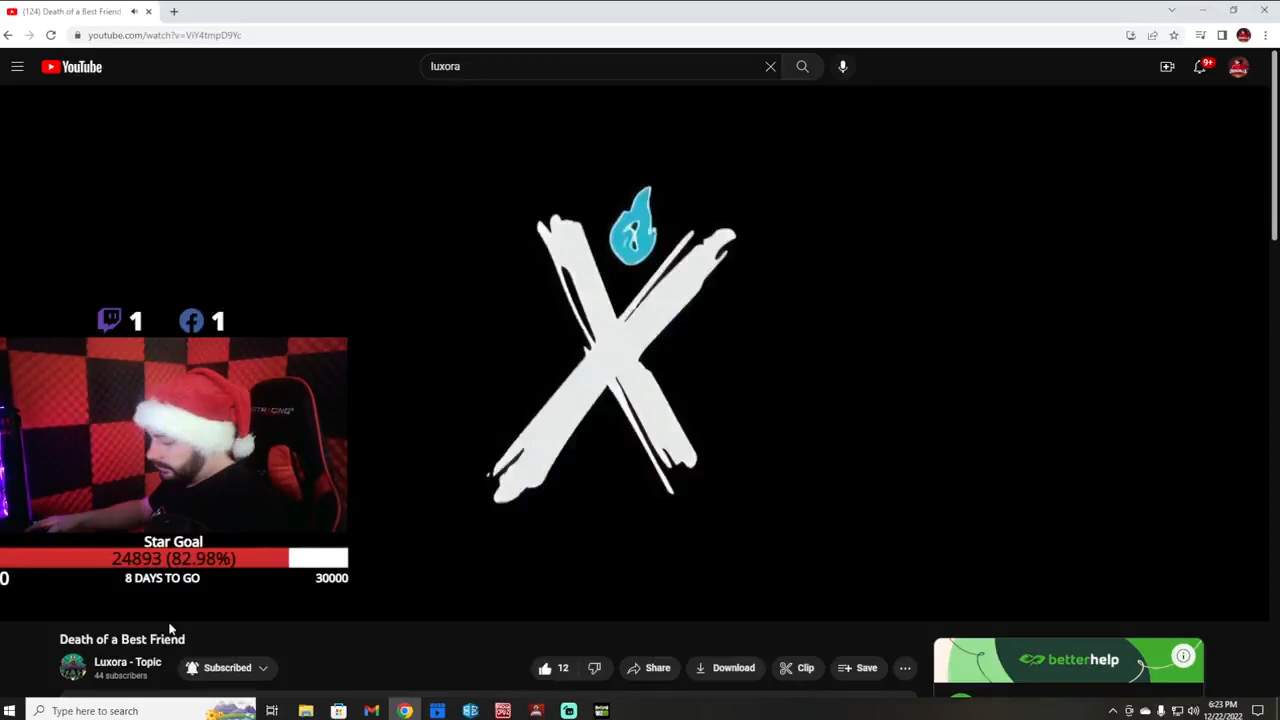 (124) Death of a Best Friend
youtube.com/watch?v=ViY4tmpD9Yc
YouTube
luxora
9+
1
1
Star Goal
24893 (82.98%)
0
8 DAYS TO GO
30000
Death of a Best Friend
Luxora - Topic
44 subscribers
Subscribed
12
Share
Download
Clip
Save
betterhelp
Type here to search
6:23 PM
12/22/2022